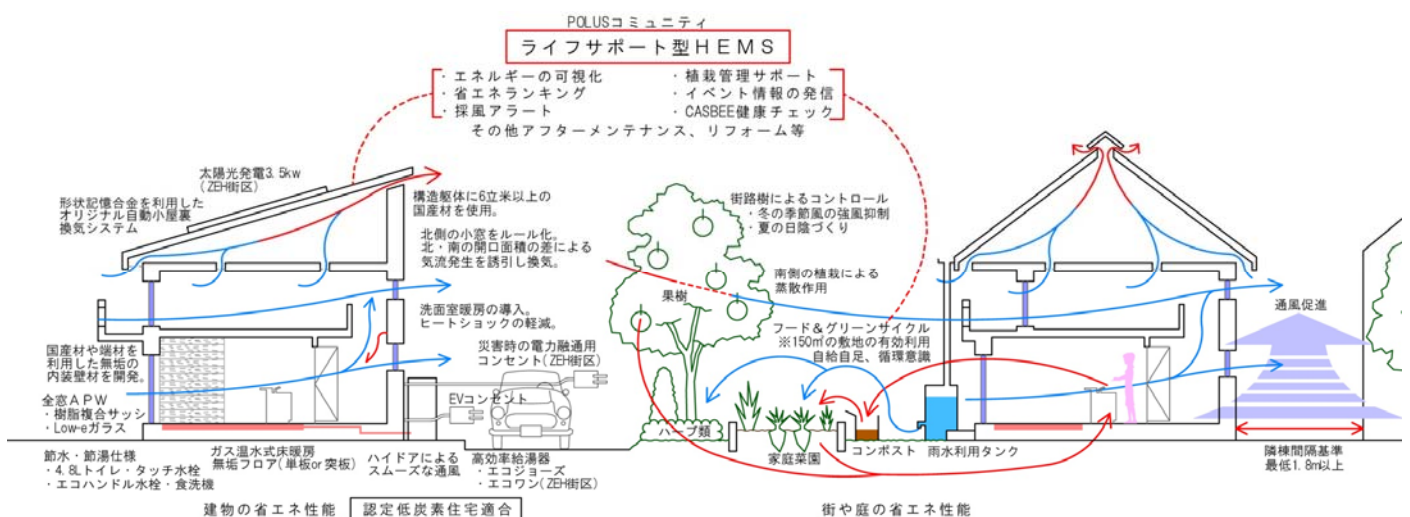 POLUSコミュニティ
ライフサポート型HEMS
・エネルギーの可視化
・省エネランキング
・採風アラート
・植栽管理サポート
・イベント情報の発信
・CASBEE健康チェック
その他アフターメンテナンス、リフォーム等
太陽光発電3.5kw
(ZEH街区)
形状記憶合金を利用した
オリジナル自動小屋裏
換気システム
構造躯体に6立米以上の
国産材を使用。
北側の小窓をルール化。
北・南の開口面積の差による
気流発生を誘引し換気。
洗面室暖房の導入。
ヒートショックの軽減。
災害時の電力融通用
コンセント(ZEH街区)
EVコンセント
国産材や端材を
利用した無垢の
内装壁材を開発。
全窓APW
・樹脂複合サッシ
・Low-eガラス
節水・節湯仕様
・4.8Lトイレ・タッチ水栓
・エコハンドル水栓・食洗機
ガス温水式床暖房
無垢フロア(単板or突板)
ハイドアによる
スムーズな通風
高効率給湯器
・エコジョーズ
・エコワン(ZEH街区)
建物の省エネ性能
認定低炭素住宅適合
街路樹によるコントロール
・冬の季節風の強風抑制
・夏の日陰づくり
南側の植栽による
蒸散作用
果樹
フード＆グリーンサイクル
※150㎡の敷地の有効利用
自給自足、循環意識
ハーブ類
家庭菜園
コンポスト
雨水利用タンク
通風促進
隣棟間隔基準
最低1.8m以上
街や庭の省エネ性能